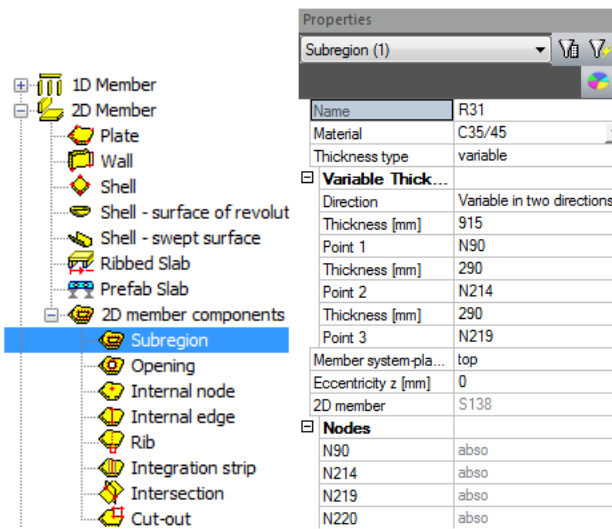 1D Member
2D Member
Plate
Wall
Shell
Shell - surface of revolut
Shell - swept surface
Ribbed Slab
Prefab Slab
2D member components
Subregion
Opening
Internal node
Internal edge
Rib
Integration strip
Intersection
Cut-out
Properties
Subregion (1)
Name R31
Material C35/45
Thickness type variable
Variable Thick...
Direction Variable in two directions
Thickness [mm] 915
Point 1 N90
Thickness [mm] 290
Point 2 N214
Thickness [mm] 290
Point 3 N219
Member system-pla... top
Eccentricity z [mm] 0
2D member S138
Nodes
N90 abso
N214 abso
N219 abso
N220 abso